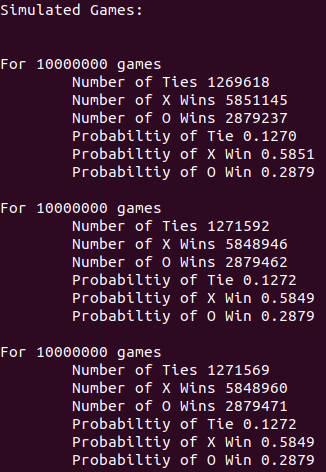 Simulated Games:
For 10000000 games
Number of Ties 1269618
Number of X Wins 5851145
Number of O Wins 2879237
Probabiltiy of Tie 0.1270
Probabiltiy of X Win 0.5851
Probabiltiy of O Win 0.2879
For 10000000 games
Number of Ties 1271592
Number of X Wins 5848946
Number of O Wins 2879462
Probabiltiy of Tie 0.1272
Probabiltiy of X Win 0.5849
Probabiltiy of O Win 0.2879
For 10000000 games
Number of Ties 1271569
Number of X Wins 5848960
Number of O Wins 2879471
Probabiltiy of Tie 0.1272
Probabiltiy of X Win 0.5849
Probabiltiy of O Win 0.2879